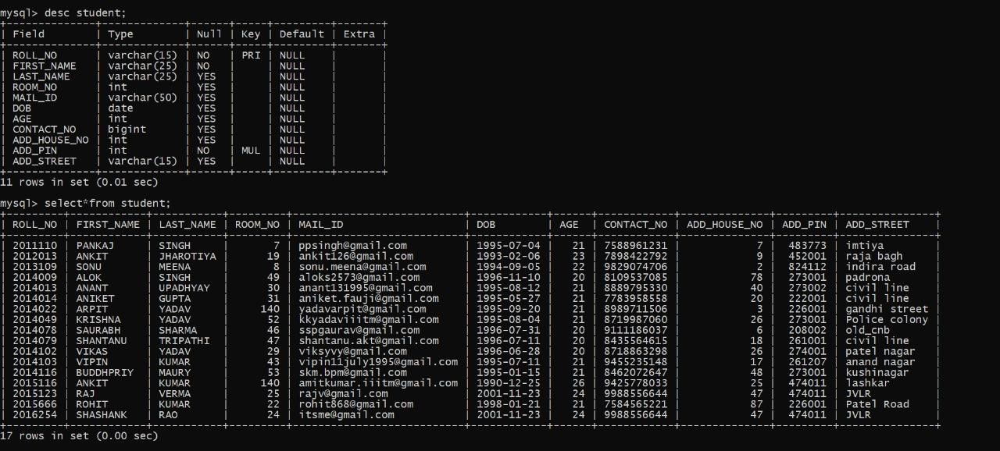 mysql> desc student;
+--------------+-------------+------+-----+---------+-------+
| Field        | Type        | Null | Key | Default | Extra |
+--------------+-------------+------+-----+---------+-------+
| ROLL_NO      | varchar(15) | NO   | PRI | NULL    |       |
| FIRST_NAME   | varchar(25) | NO   |     | NULL    |       |
| LAST_NAME    | varchar(25) | YES  |     | NULL    |       |
| ROOM_NO      | int         | YES  |     | NULL    |       |
| MAIL_ID      | varchar(50) | YES  |     | NULL    |       |
| DOB          | date        | YES  |     | NULL    |       |
| AGE          | int         | YES  |     | NULL    |       |
| CONTACT_NO   | bigint      | YES  |     | NULL    |       |
| ADD_HOUSE_NO | int         | YES  |     | NULL    |       |
| ADD_PIN      | int         | NO   | MUL | NULL    |       |
| ADD_STREET   | varchar(15) | YES  |     | NULL    |       |
+--------------+-------------+------+-----+---------+-------+
11 rows in set (0.01 sec)
mysql> select*from student;
+---------+------------+-----------+---------+--------------------------+------------+------+------------+--------------+---------+----------------+
| ROLL_NO | FIRST_NAME | LAST_NAME | ROOM_NO | MAIL_ID                  | DOB        | AGE  | CONTACT_NO | ADD_HOUSE_NO | ADD_PIN | ADD_STREET     |
+---------+------------+-----------+---------+--------------------------+------------+------+------------+--------------+---------+----------------+
| 2011110 | PANKAJ     | SINGH     |       7 | ppsingh@gmail.com        | 1995-07-04 |   21 | 7588961231 |            7 |  483773 | imtiya         |
| 2012013 | ANKIT      | JHAROTIYA |      19 | ankit126@gmail.com       | 1993-02-06 |   23 | 7898422792 |            9 |  452001 | raja bagh      |
| 2013109 | SONU       | MEENA     |       8 | sonu.meena@gmail.com     | 1994-09-05 |   22 | 9829074706 |            2 |  824112 | indira road    |
| 2014009 | ALOK       | SINGH     |      49 | aloks2573@gmail.com      | 1996-11-10 |   20 | 8109537085 |           78 |  273001 | padrona        |
| 2014013 | ANANT      | UPADHYAY  |      30 | anant131995@gmail.com    | 1995-08-12 |   21 | 8889795330 |           40 |  273002 | civil line     |
| 2014014 | ANIKET     | GUPTA     |      31 | aniket.fauji@gmail.com   | 1995-05-27 |   21 | 7783958558 |           20 |  222001 | civil line     |
| 2014022 | ARPIT      | YADAV     |     140 | yadavarpit@gmail.com     | 1995-09-20 |   21 | 8989711506 |            3 |  226001 | gandhi street  |
| 2014049 | KRISHNA    | YADAV     |      52 | kkyadaviiitm@gmail.com   | 1995-08-04 |   21 | 8719987060 |           26 |  273001 | Police colony  |
| 2014078 | SAURABH    | SHARMA    |      46 | sspgaurav@gmail.com      | 1996-07-31 |   20 | 9111186037 |            6 |  208002 | old_cnb        |
| 2014079 | SHANTANU   | TRIPATHI  |      47 | shantanu.akt@gmail.com   | 1996-07-11 |   20 | 8435564615 |           18 |  261001 | civil line     |
| 2014102 | VIKAS      | YADAV     |      29 | viksyvy@gmail.com        | 1996-06-28 |   20 | 8718863298 |           26 |  274001 | patel nagar    |
| 2014103 | VIPIN      | KUMAR     |      43 | vipin11july1995@gmail.com | 1995-07-11 |   21 | 9455235148 |           17 |  261207 | anand nagar    |
| 2014116 | BUDDHPRIY  | MAURY     |      53 | skm.bpm@gmail.com        | 1995-01-15 |   21 | 8462072647 |           48 |  273001 | kushinagar     |
| 2015116 | ANKIT      | KUMAR     |     140 | amitkumar.iiitm@gmail.com | 1990-12-25 |   26 | 9425778033 |           25 |  474011 | lashkar        |
| 2015123 | RAJ        | VERMA     |      25 | rajv@gmail.com           | 2001-11-23 |   24 | 9988556644 |           47 |  474011 | JVLR           |
| 2015666 | ROHIT      | KUMAR     |      22 | rohit868@gmail.com       | 1998-01-21 |   21 | 7584565221 |           87 |  226001 | Patel Road     |
| 2016254 | SHASHANK   | RAO       |      24 | itsme@gmail.com          | 2001-11-23 |   24 | 9988556644 |           47 |  474011 | JVLR           |
+---------+------------+-----------+---------+--------------------------+------------+------+------------+--------------+---------+----------------+
17 rows in set (0.00 sec)